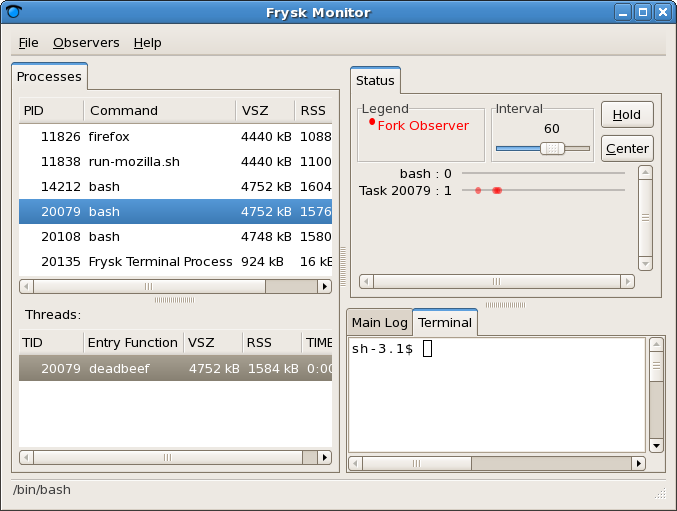 Frysk Monitor
File Observers Help
Processes
PID Command VSZ RSS
11826 firefox 4440 kB 1088
11838 run-mozilla.sh 4440 kB 1100
14212 bash 4752 kB 1604
20079 bash 4752 kB 1576
20108 bash 4748 kB 1580
20135 Frysk Terminal Process 924 kB 16 kB
Threads:
TID Entry Function VSZ RSS TIME
20079 deadbeef 4752 kB 1584 kB 0:00
Status
Legend
Fork Observer
Interval
60
Hold
Center
bash : 0
Task 20079 : 1
Main Log Terminal
sh-3.1$
/bin/bash